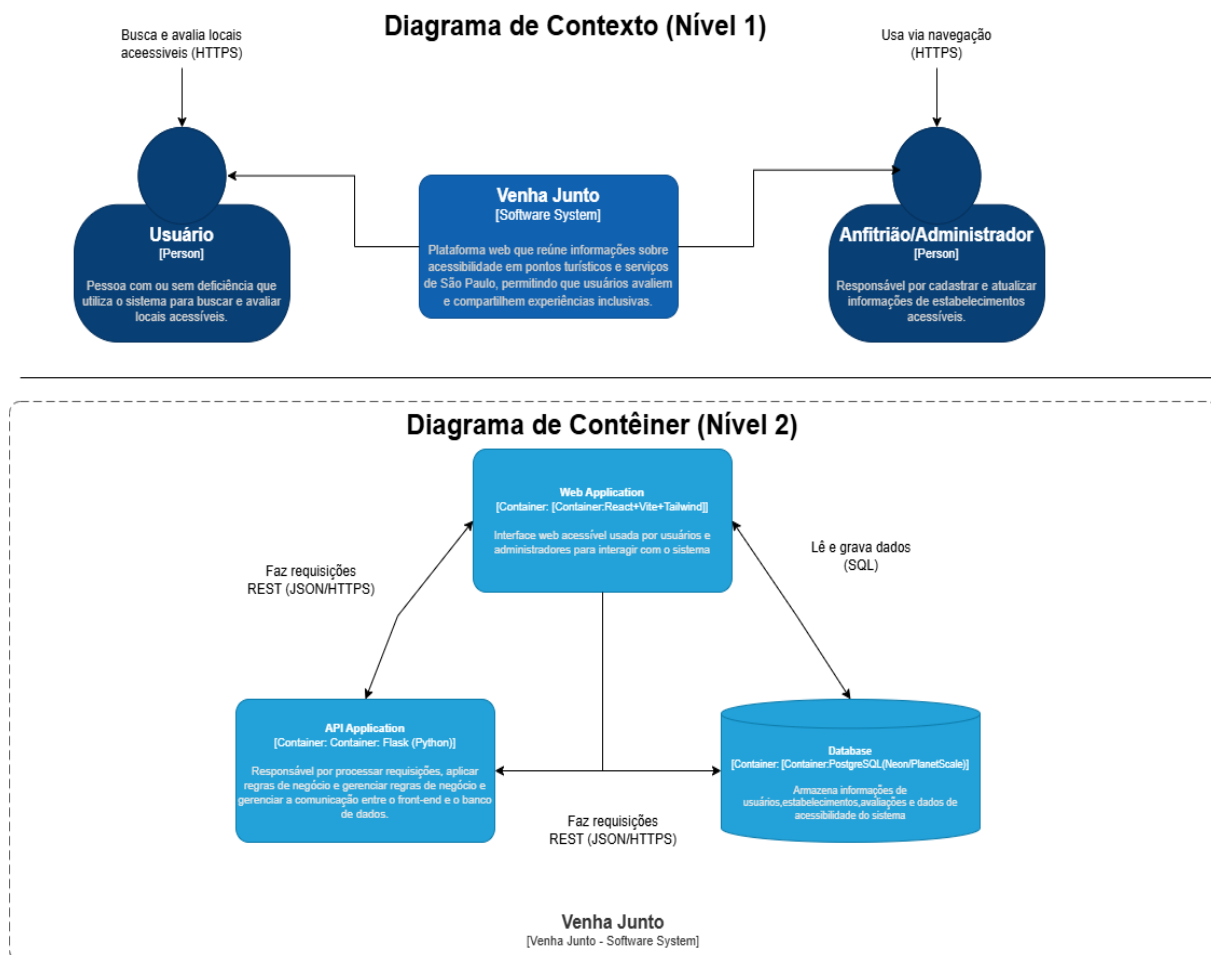 Diagrama de Contexto (Nível 1)
Busca e avalia locais
aceessiveis (HTTPS)
Usa via navegação
(HTTPS)
Usuário
[Person]
Pessoa com ou sem deficiência que
utiliza o sistema para buscar e avaliar
locais acessíveis.
Venha Junto
[Software System]
Plataforma web que reúne informações sobre
acessibilidade em pontos turísticos e serviços
de São Paulo, permitindo que usuários avaliem
e compartilhem experiências inclusivas.
Anfitrião/Administrador
[Person]
Responsável por cadastrar e atualizar
informações de estabelecimentos
acessíveis.
Diagrama de Contêiner (Nível 2)
Web Application
[Container: [Container:React+Vite+Tailwind]]
Interface web acessível usada por usuários e
administradores para interagir com o sistema
Faz requisições
REST (JSON/HTTPS)
Lê e grava dados
(SQL)
API Application
[Container: Container: Flask (Python)]
Responsável por processar requisições, aplicar
regras de negócio e gerenciar regras de negócio e
gerenciar a comunicação entre o front-end e o banco
de dados.
Database
[Container: [Container:PostgreSQL(Neon/PlanetScale)]
Armazena informações de
usuários,estabelecimentos,avaliações e dados de
acessibilidade do sistema
Faz requisições
REST (JSON/HTTPS)
Venha Junto
[Venha Junto - Software System]